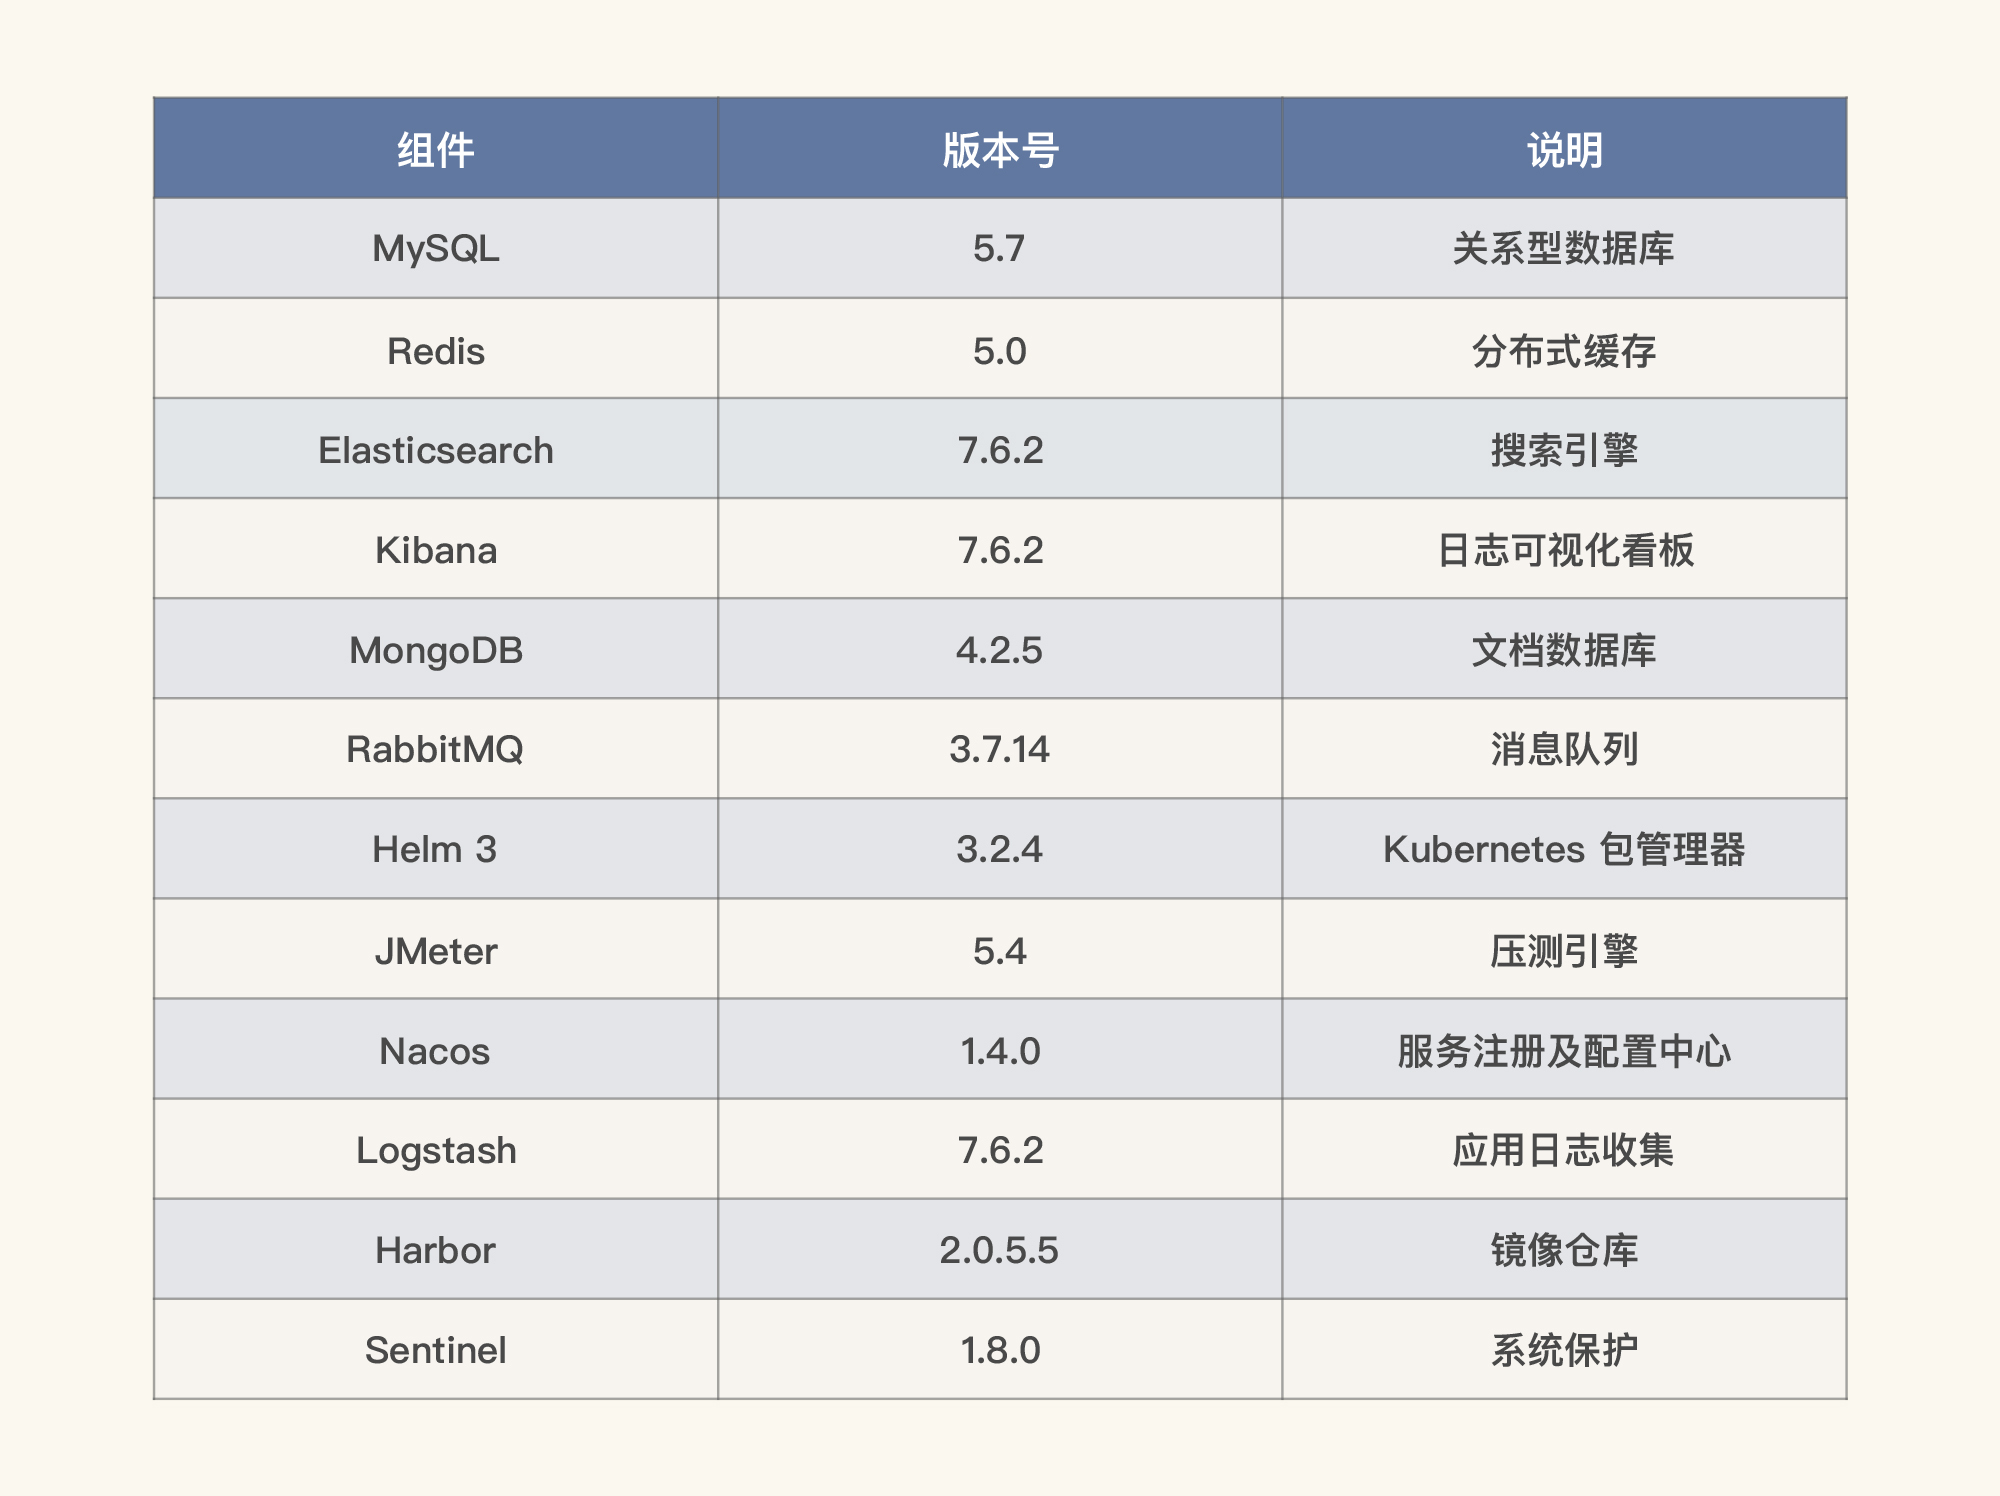 组件 版本号 说明
MySQL 5.7 关系型数据库
Redis 5.0 分布式缓存
Elasticsearch 7.6.2 搜索引擎
Kibana 7.6.2 日志可视化看板
MongoDB 4.2.5 文档数据库
RabbitMQ 3.7.14 消息队列
Helm 3 3.2.4 Kubernetes 包管理器
JMeter 5.4 压测引擎
Nacos 1.4.0 服务注册及配置中心
Logstash 7.6.2 应用日志收集
Harbor 2.0.5.5 镜像仓库
Sentinel 1.8.0 系统保护